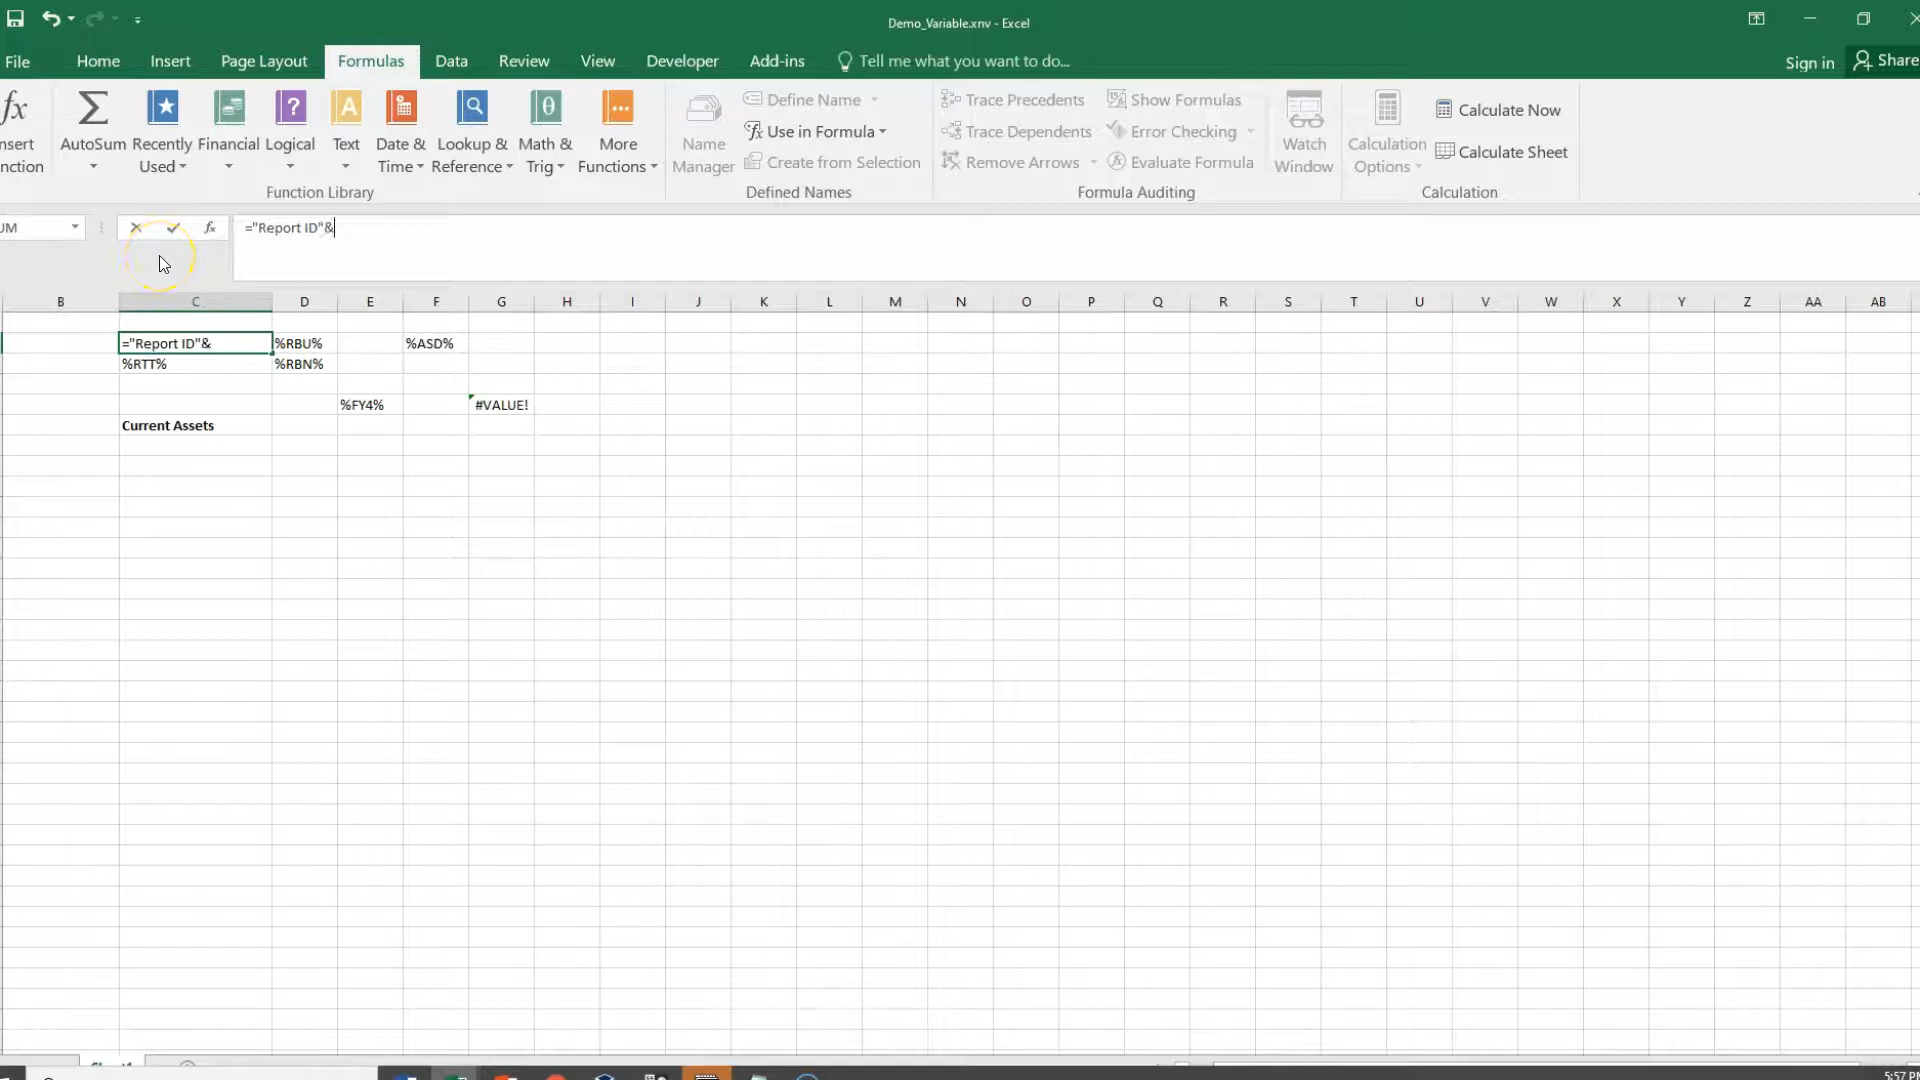 Demo_Variable.xnv - Excel
File Home Insert Page Layout Formulas Data Review View Developer Add-ins Tell me what you want to do... Sign in Share
fx
nsert
nction
AutoSum
Recently
Used
Financial
Logical
Text
Date &
Time
Lookup &
Reference
Math &
Trig
More
Functions
Function Library
Name
Manager
Define Name
Use in Formula
Create from Selection
Defined Names
Trace Precedents
Trace Dependents
Remove Arrows
Show Formulas
Error Checking
Evaluate Formula
Formula Auditing
Watch
Window
Calculation
Options
Calculate Now
Calculate Sheet
Calculation
UM fx ="Report ID"&
B C D E F G H I J K L M N O P Q R S T U V W X Y Z AA AB
="Report ID"& %RBU% %ASD%
%RTT% %RBN%
%FY4% #VALUE!
Current Assets
5:57 PM